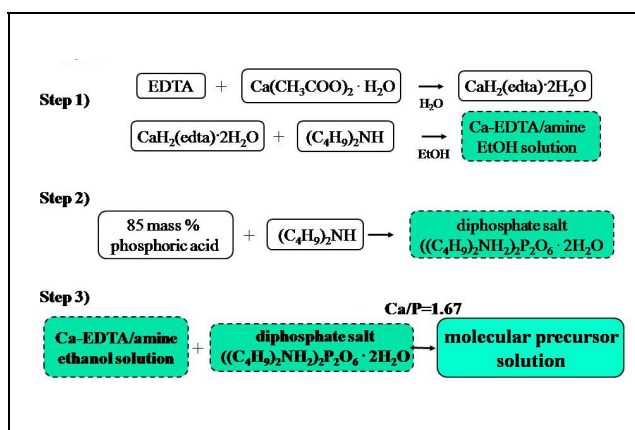 Step 1)
EDTA + Ca(CH₃COO)₂ · H₂O → H₂O CaH₂(edta)·2H₂O
CaH₂(edta)·2H₂O + (C₄H₉)₂NH → EtOH Ca-EDTA/amine
EtOH solution
Step 2)
85 mass %
phosphoric acid + (C₄H₉)₂NH → diphosphate salt
((C₄H₉)₂NH₂)₂P₂O₆ · 2H₂O
Step 3)
Ca/P=1.67
Ca-EDTA/amine
ethanol solution + diphosphate salt
((C₄H₉)₂NH₂)₂P₂O₆ · 2H₂O → molecular precursor
solution